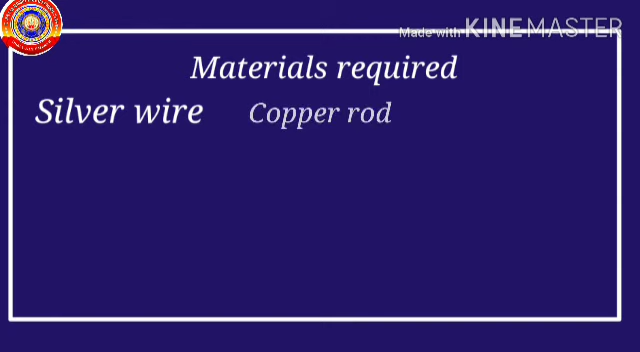 Made with KINEMASTER
Materials required
Silver wire Copper rod